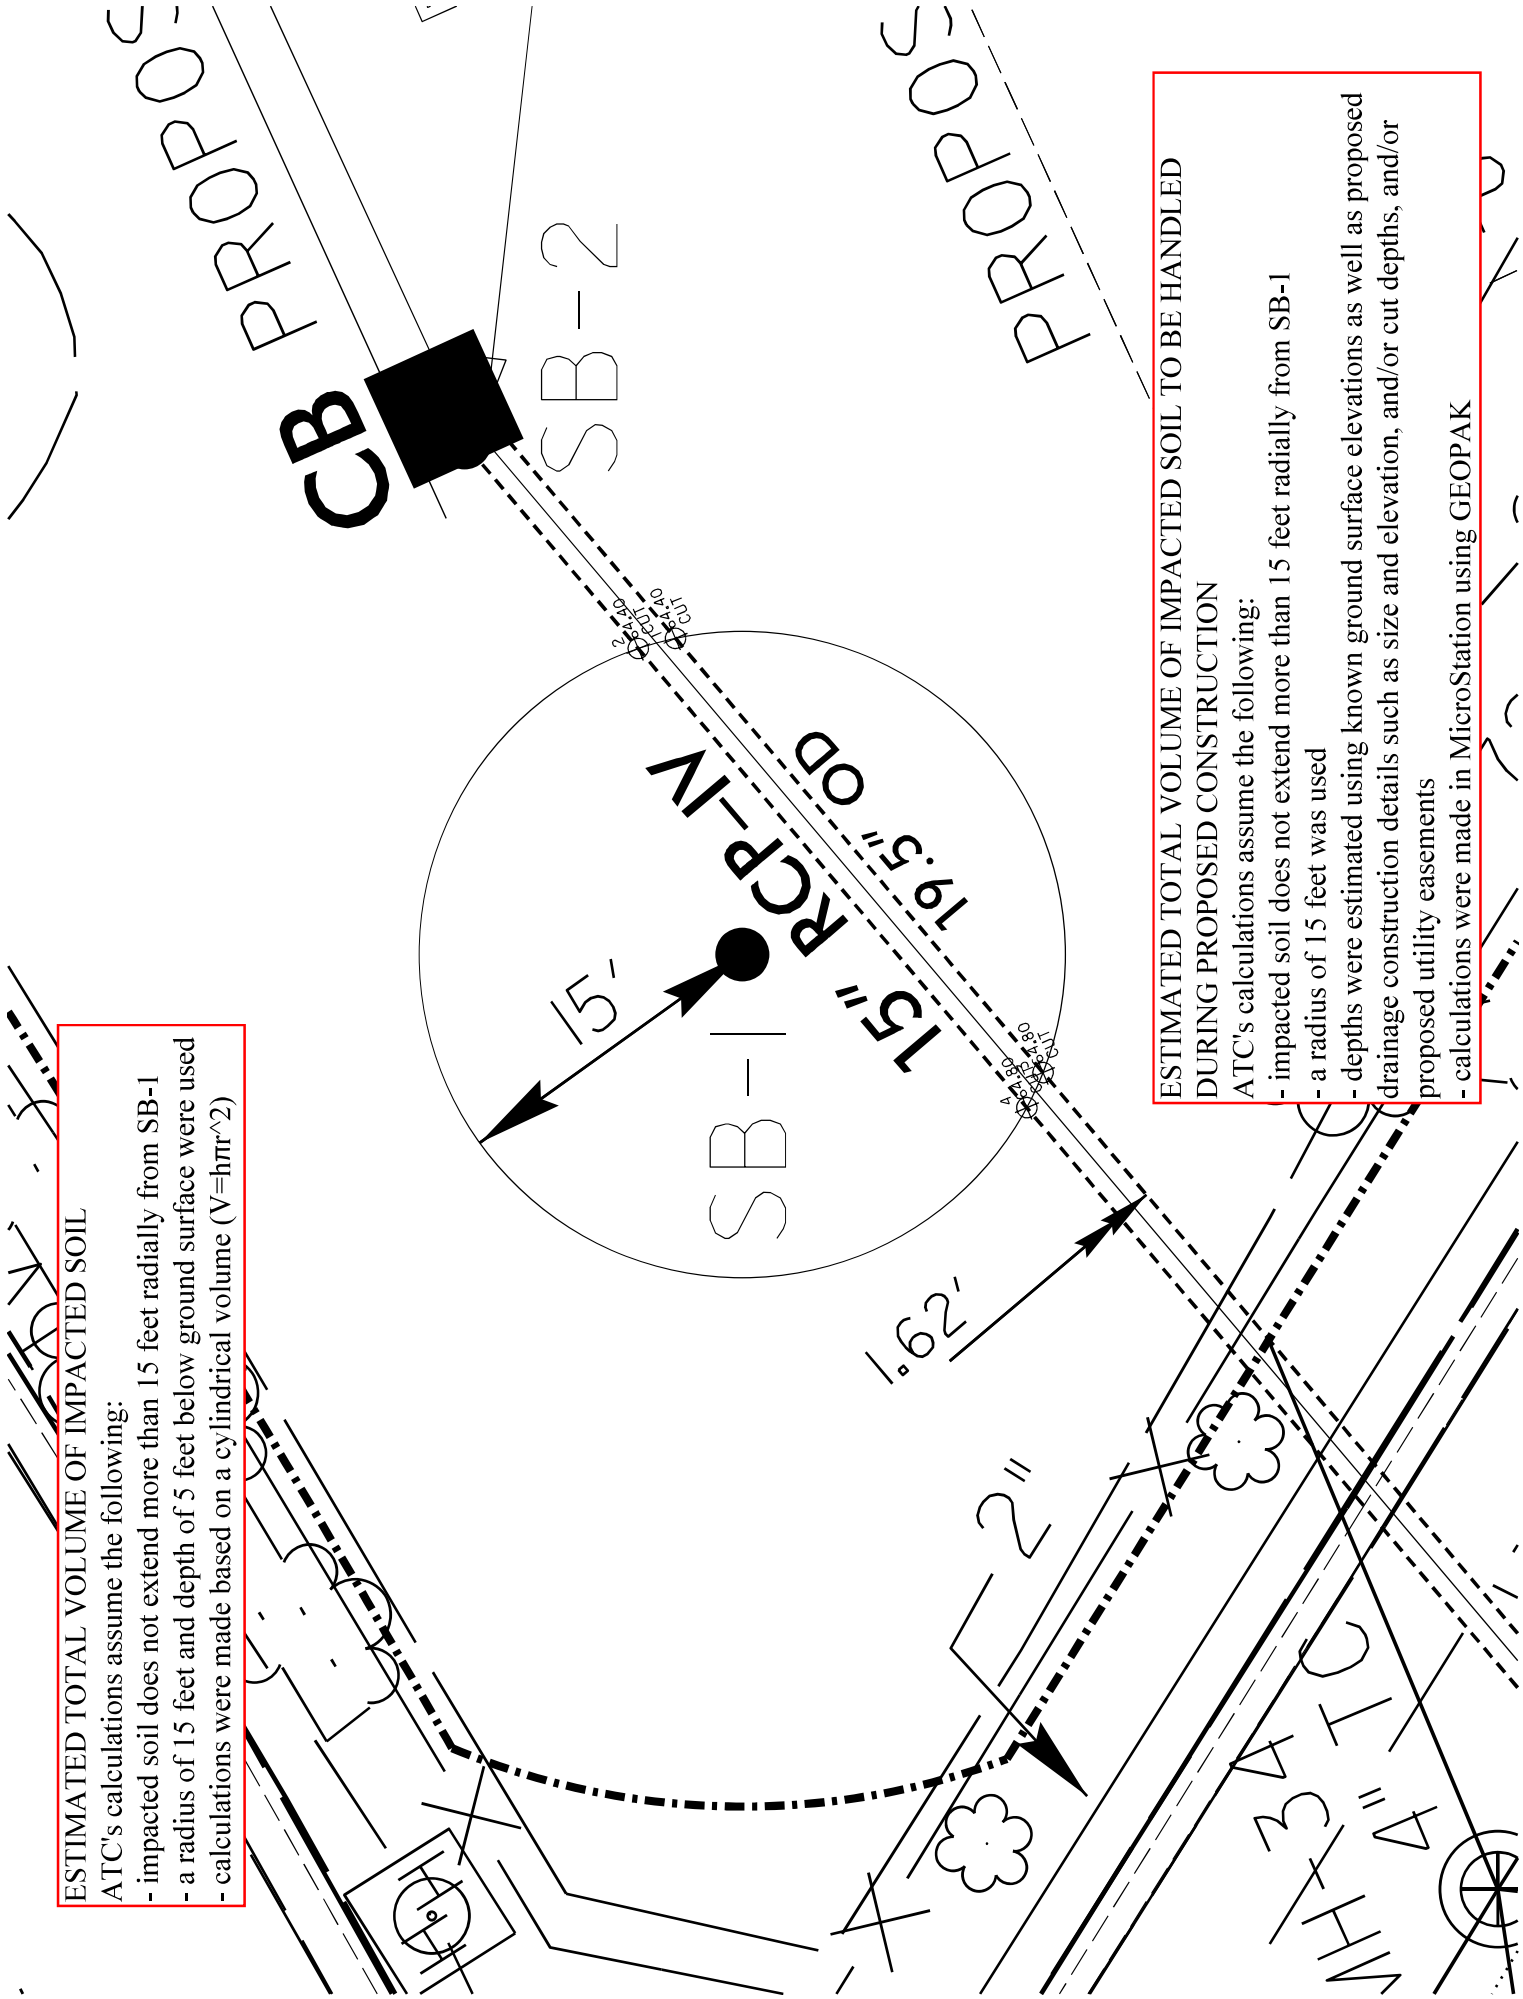 ESTIMATED TOTAL VOLUME OF IMPACTED SOIL
ATC's calculations assume the following:
- impacted soil does not extend more than 15 feet radially from SB-1
- a radius of 15 feet and depth of 5 feet below ground surface were used
- calculations were made based on a cylindrical volume (V=hπr^2)
CB
PROPOS
SB-2
15'
SB-1
15" RCP-IV
19.5" OD
1.62'
2"
PROPOS
4"
ESTIMATED TOTAL VOLUME OF IMPACTED SOIL TO BE HANDLED
DURING PROPOSED CONSTRUCTION
ATC's calculations assume the following:
- impacted soil does not extend more than 15 feet radially from SB-1
- a radius of 15 feet was used
- depths were estimated using known ground surface elevations as well as proposed
drainage construction details such as size and elevation, and/or cut depths, and/or
proposed utility easements
- calculations were made in MicroStation using GEOPAK